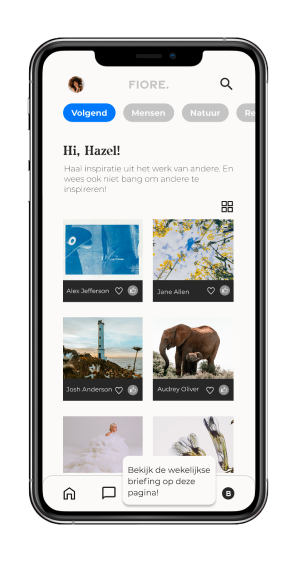 FIORE.
Volgend Mensen Natuur Re
Hi, Hazel!
Haal inspiratie uit het werk van andere. En
wees ook niet bang om andere te
inspireren!
Alex Jefferson Jane Allen
Josh Anderson Audrey Oliver
Bekijk de wekelijkse
briefing op deze
pagina!
B